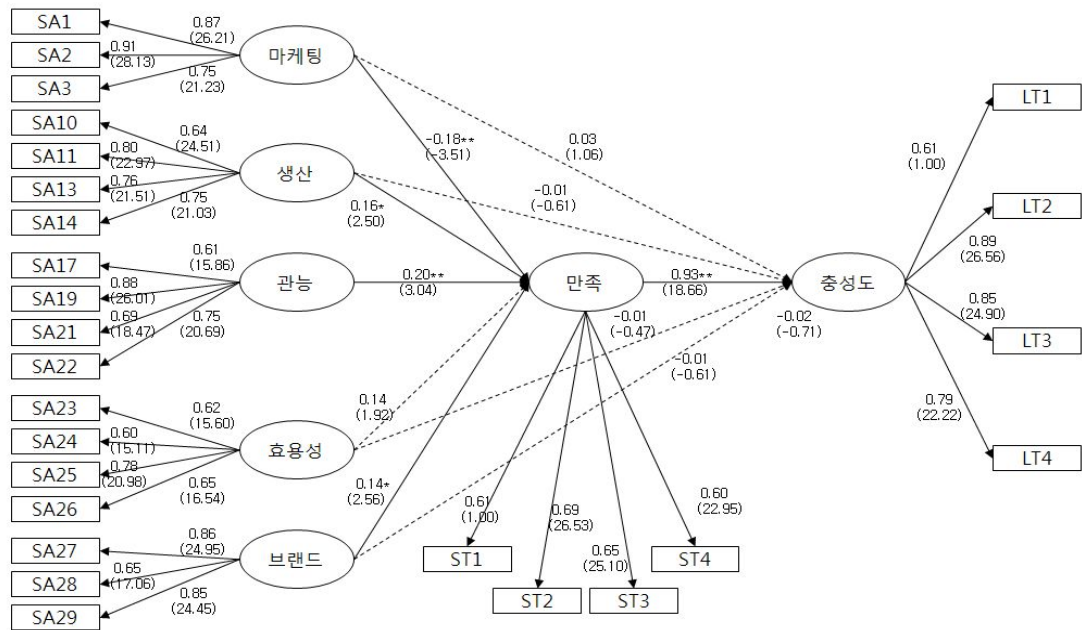 SA1
0.87
(26.21)
SA2
0.91
(28.13)
마케팅
SA3
0.75
(21.23)
LT1
SA10
0.64
(24.51)
-0.18**
(-3.51)
0.03
(1.06)
0.61
(1.00)
SA11
0.80
(22.97)
생산
SA13
0.76
(21.51)
-0.01
(-0.61)
SA14
0.75
(21.03)
0.16*
(2.50)
LT2
0.89
(26.56)
SA17
0.61
(15.86)
SA19
0.88
(26.01)
관능
0.20**
(3.04)
만족
0.93**
(18.66)
충성도
SA21
0.69
(18.47)
0.75
(20.69)
-0.01
(-0.47)
-0.02
(-0.71)
0.85
(24.90)
LT3
SA22
-0.01
(-0.61)
SA23
0.62
(15.60)
0.14
(1.92)
0.79
(22.22)
SA24
0.60
(15.11)
효용성
LT4
SA25
0.78
(20.98)
SA26
0.65
(16.54)
0.14*
(2.56)
0.61
(1.00)
0.69
(26.53)
0.60
(22.95)
SA27
0.86
(24.95)
브랜드
0.65
(25.10)
ST1
ST4
SA28
0.65
(17.06)
SA29
0.85
(24.45)
ST2
ST3